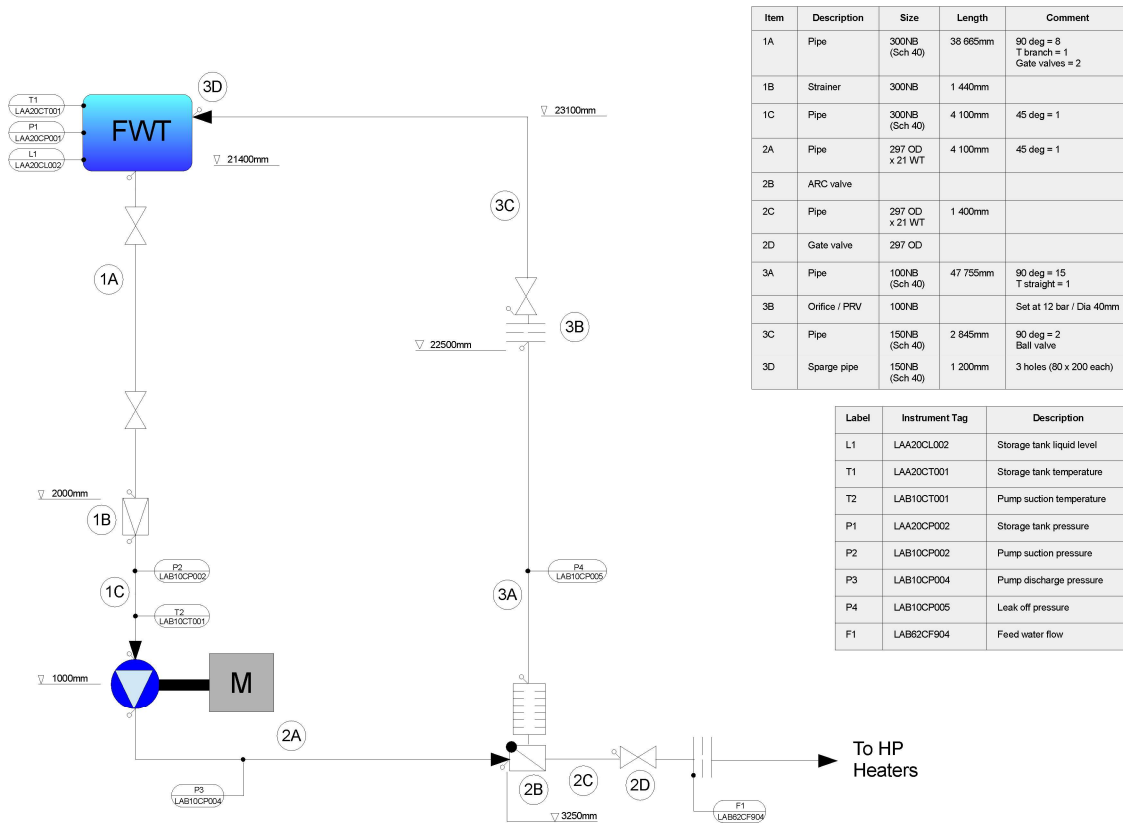 3D
T1
LAA20CT001
P1
LAA20CP001
L1
LAA20CL002
FWT
21400mm
23100mm
3C
1A
3B
22500mm
2000mm
1B
P2
LAB10CP002
1C
T2
LAB10CT001
P4
LAB10CP005
3A
1000mm
M
2A
P3
LAB10CP004
2B
2C
2D
3250mm
F1
LAB62CF904
To HP
Heaters
Item Description Size Length Comment
1A Pipe 300NB (Sch 40) 38 665mm 90 deg = 8
T branch = 1
Gate valves = 2
1B Strainer 300NB 1 440mm
1C Pipe 300NB (Sch 40) 4 100mm 45 deg = 1
2A Pipe 297 OD x 21 WT 4 100mm 45 deg = 1
2B ARC valve
2C Pipe 297 OD x 21 WT 1 400mm
2D Gate valve 297 OD
3A Pipe 100NB (Sch 40) 47 755mm 90 deg = 15
T straight = 1
3B Orifice / PRV 100NB Set at 12 bar / Dia 40mm
3C Pipe 150NB (Sch 40) 2 845mm 90 deg = 2
Ball valve
3D Sparge pipe 150NB (Sch 40) 1 200mm 3 holes (80 x 200 each)
Label Instrument Tag Description
L1 LAA20CL002 Storage tank liquid level
T1 LAA20CT001 Storage tank temperature
T2 LAB10CT001 Pump suction temperature
P1 LAA20CP002 Storage tank pressure
P2 LAB10CP002 Pump suction pressure
P3 LAB10CP004 Pump discharge pressure
P4 LAB10CP005 Leak off pressure
F1 LAB62CF904 Feed water flow